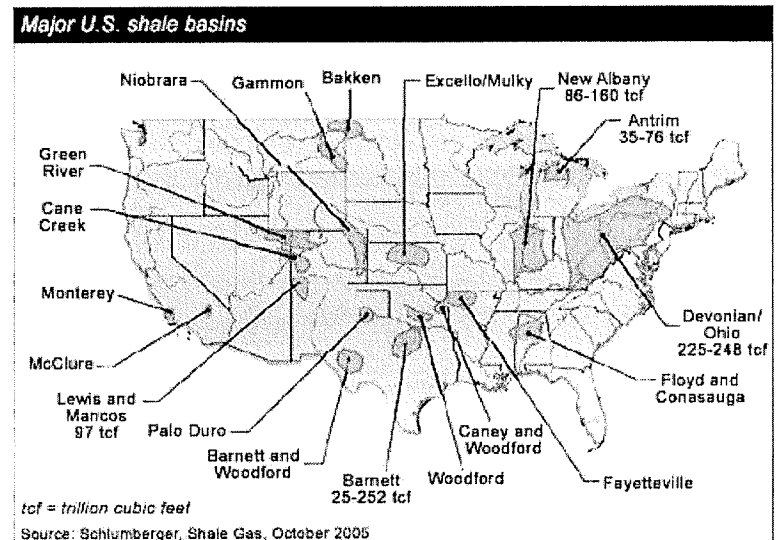 Major U.S. shale basins
Niobrara
Gammon
Bakken
Excello/Mulky
New Albany
86-160 tcf
Antrim
35-76 tcf
Green
River
Cane
Creek
Monterey
McClure
Lewis and
Mancos
97 tcf
Palo Duro
Barnett and
Woodford
Barnett
25-252 tcf
Woodford
Caney and
Woodford
Fayetteville
Floyd and
Conasauga
Devonian/
Ohio
225-248 tcf
tcf = trillion cubic feet
Source: Schlumberger, Shale Gas, October 2005